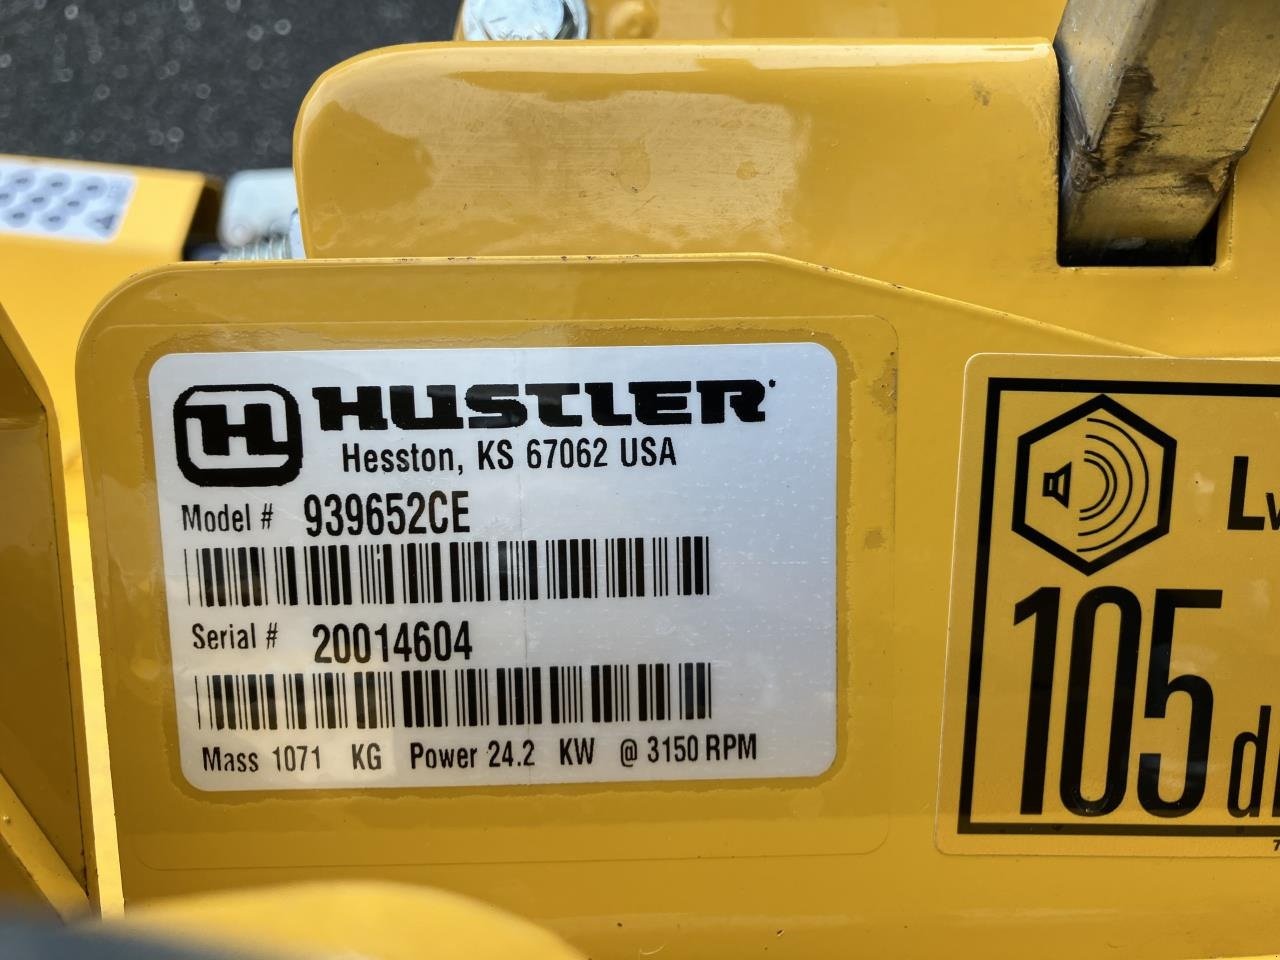 HUSTLER
Hesston, KS 67062 USA
Model # 939652CE
Serial # 20014604
Mass 1071 KG Power 24.2 KW @ 3150 RPM
105